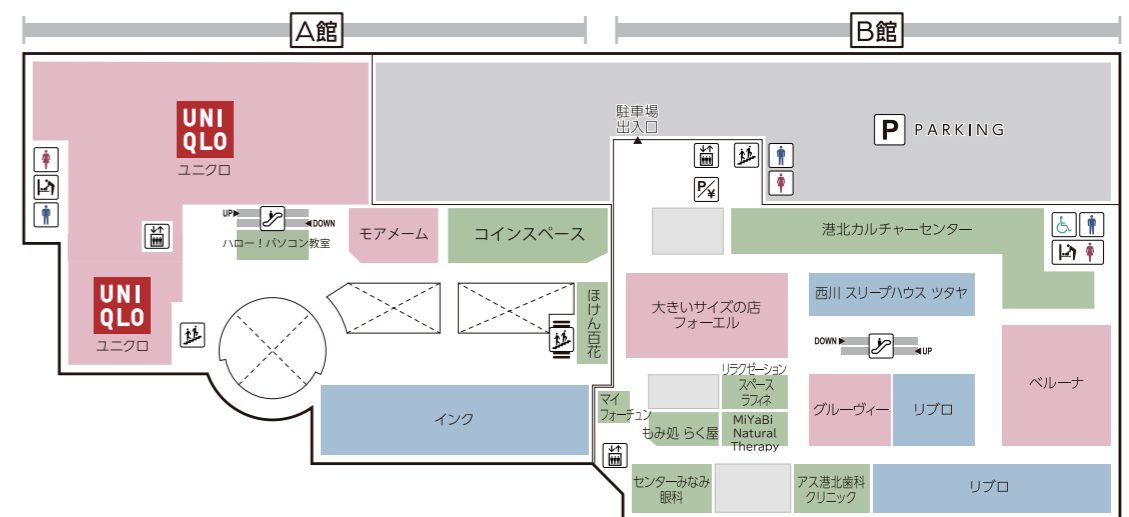 A館
B館
UNI
QLO
ユニクロ
駐車場
出入口
P PARKING
P/¥
UP
DOWN
ハロー！パソコン教室
モアメーム
コインスペース
港北カルチャーセンター
UNI
QLO
ユニクロ
ほけん百花
大きいサイズの店
フォーエル
西川 スリープハウス ツタヤ
DOWN
UP
リラクゼーション
スペース
ラフィネ
ベルーナ
インク
マイ
フォーチュン
もみ処 らく屋
MiYaBi
Natural
Therapy
グルーヴィー
リブロ
センターみなみ
眼科
アス港北歯科
クリニック
リブロ